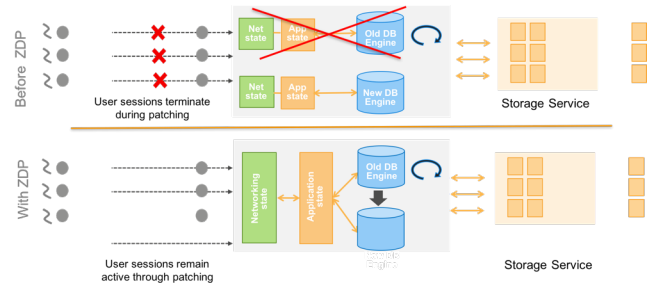 Before ZDP
Net
state
App
state
Old DB
Engine
Net
state
App
state
New DB
Engine
User sessions terminate
during patching
Storage Service
With ZDP
Networking
state
Application
state
Old DB
Engine
Engine
User sessions remain
active through patching
Storage Service